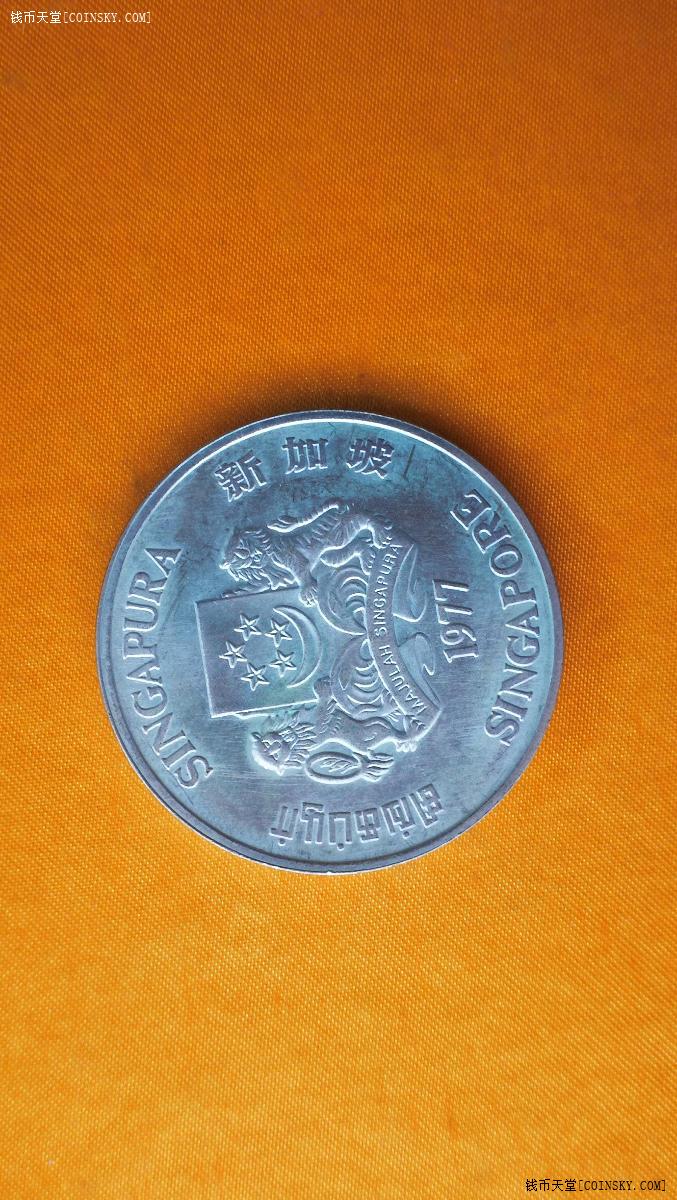 钱币天堂[COINSKY.COM]
SINGAPURA
新加坡
சிங்கப்பூர்
MAJULAH SINGAPURA
1977
SINGAPORE
钱币天堂[COINSKY.COM]